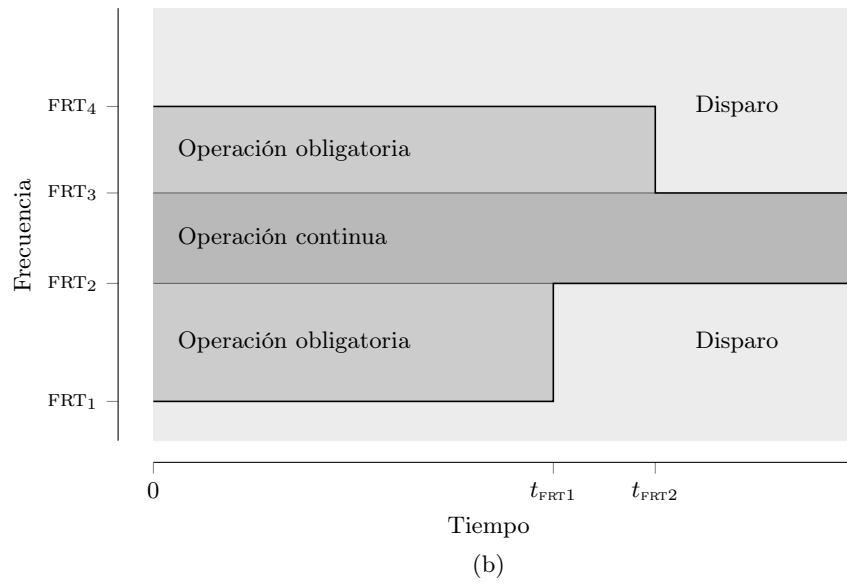 FRT4
Disparo
Operación obligatoria
FRT3
Operación continua
Frecuencia
FRT2
Operación obligatoria
Disparo
FRT1
0
tFRT1
tFRT2
Tiempo
(b)